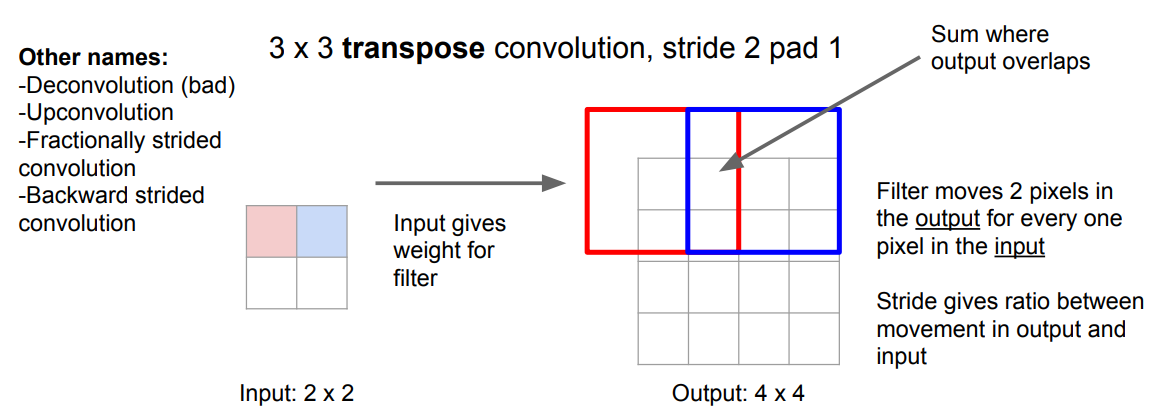 3 x 3 transpose convolution, stride 2 pad 1
Other names:
-Deconvolution (bad)
-Upconvolution
-Fractionally strided
convolution
-Backward strided
convolution
Input gives
weight for
filter
Sum where
output overlaps
Filter moves 2 pixels in
the output for every one
pixel in the input
Stride gives ratio between
movement in output and
input
Input: 2 x 2
Output: 4 x 4